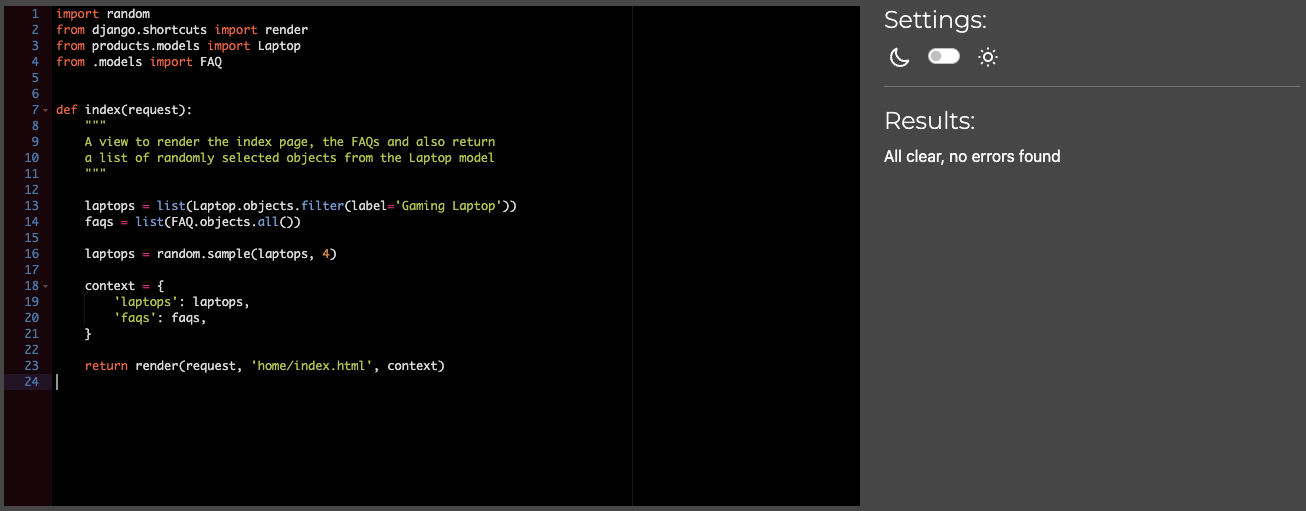 1 import random
2 from django.shortcuts import render
3 from products.models import Laptop
4 from .models import FAQ
5
6
7 def index(request):
8     """
9     A view to render the index page, the FAQs and also return
10     a list of randomly selected objects from the Laptop model
11     """
12
13     laptops = list(Laptop.objects.filter(label='Gaming Laptop'))
14     faqs = list(FAQ.objects.all())
15
16     laptops = random.sample(laptops, 4)
17
18     context = {
19         'laptops': laptops,
20         'faqs': faqs,
21     }
22
23     return render(request, 'home/index.html', context)
24
Settings:
Results:
All clear, no errors found